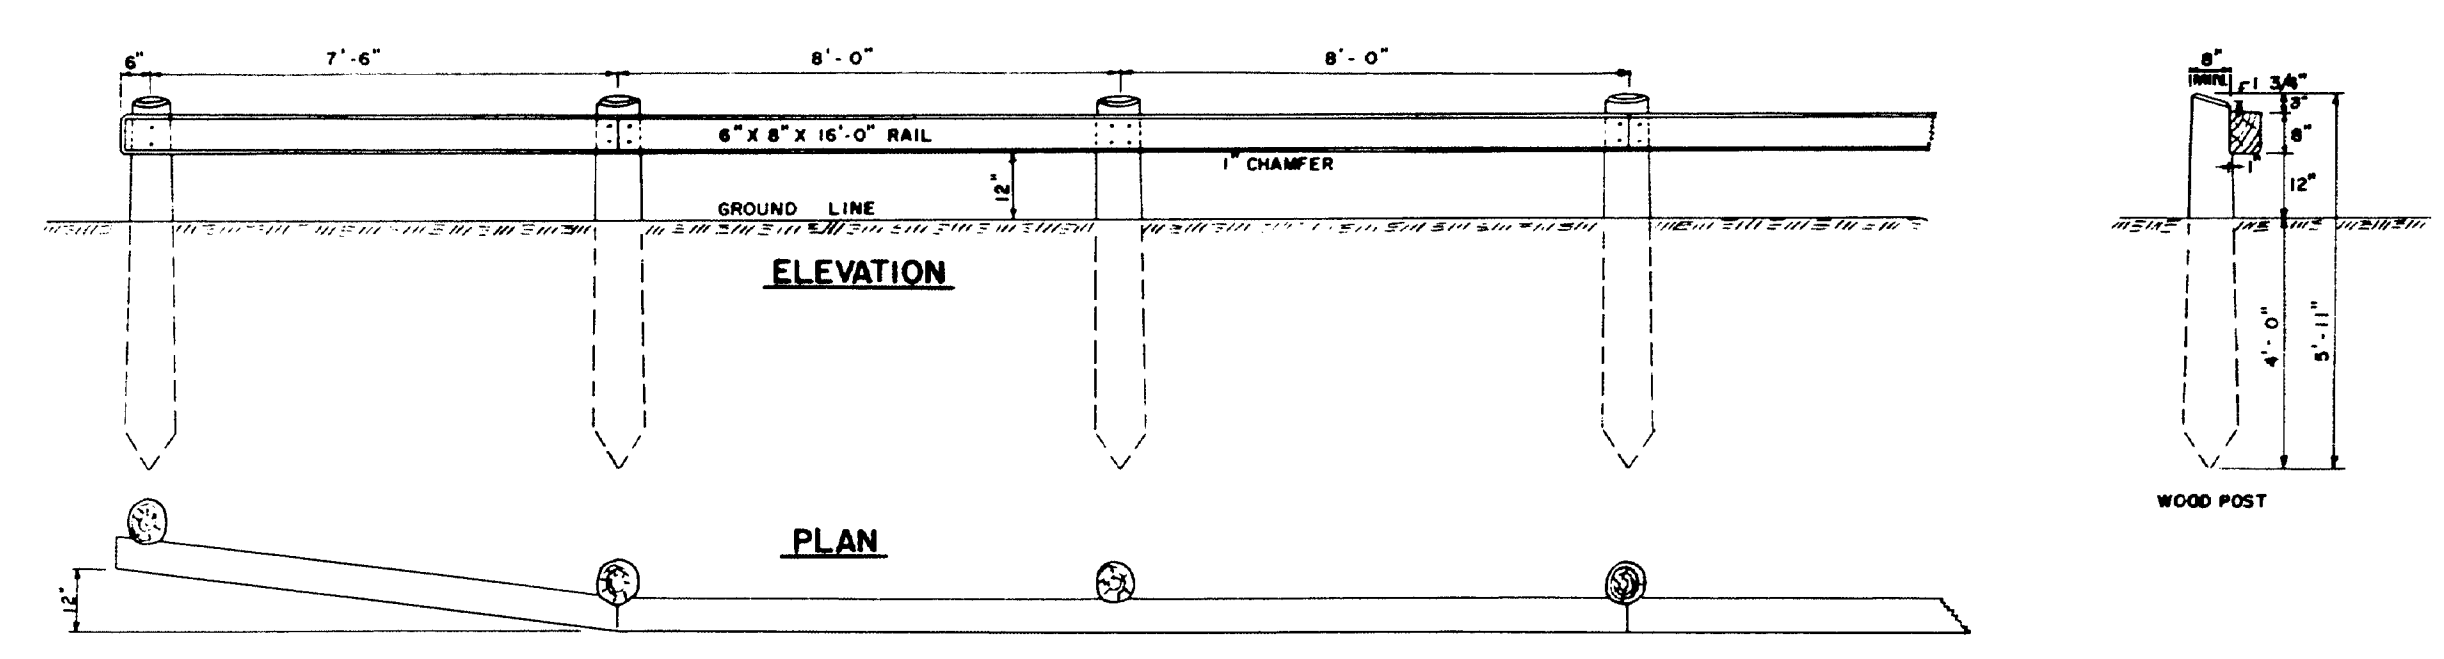 6" 7'-6" 8'-0" 8'-0"
6" X 8" X 16'-0" RAIL
1" CHAMFER
12"
GROUND LINE
ELEVATION
8"
MIN.
1 3/4"
3"
8"
1"
12"
4'-0"
5'-11"
WOOD POST
PLAN
12"